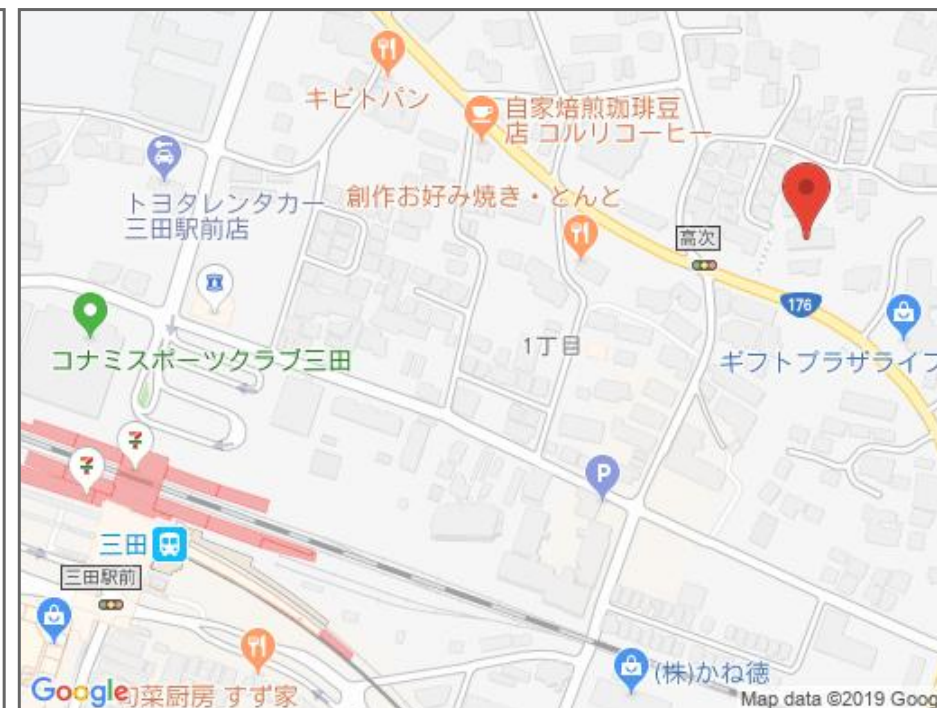 キビトパン
自家焙煎珈琲豆
店 コルリコーヒー
トヨタレンタカー
三田駅前店
創作お好み焼き・とんと
高次
176
コナミスポーツクラブ三田
1丁目
ギフトプラザライフ
7
7
P
三田
三田駅前
(株)かね徳
Google
旬菜厨房 すず家
Map data ©2019 Goog